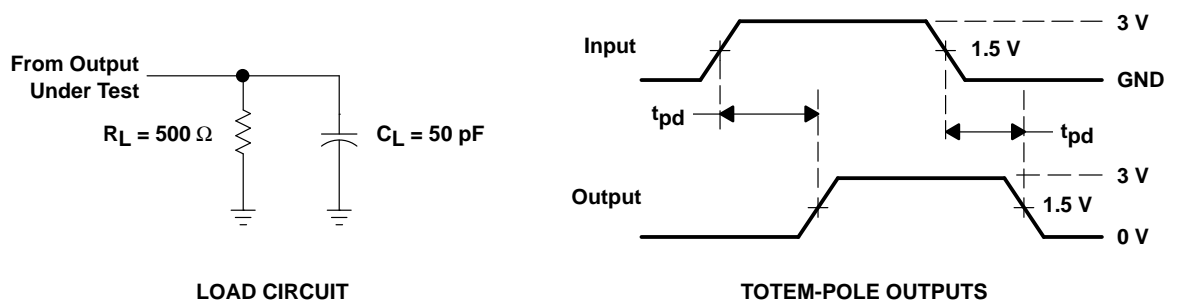 From Output
Under Test
RL = 500 Ω
CL = 50 pF
LOAD CIRCUIT
Input
3 V
1.5 V
GND
tpd
tpd
Output
3 V
1.5 V
0 V
TOTEM-POLE OUTPUTS